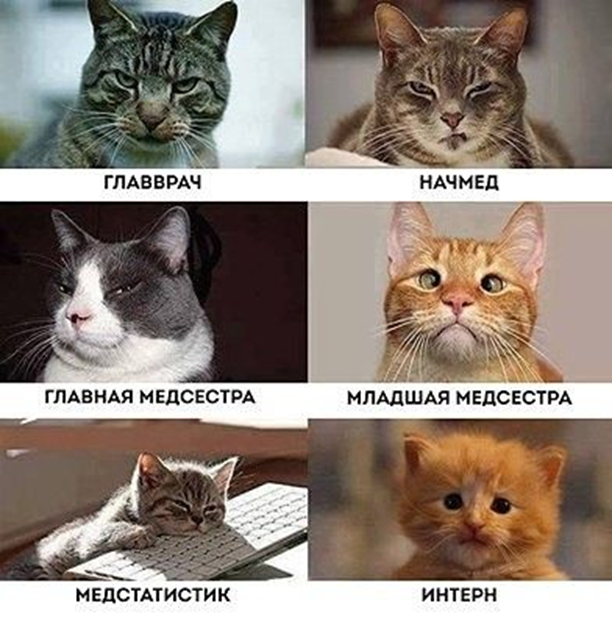 ГЛАВВРАЧ
НАЧМЕД
ГЛАВНАЯ МЕДСЕСТРА
МЛАДШАЯ МЕДСЕСТРА
МЕДСТАТИСТИК
ИНТЕРН